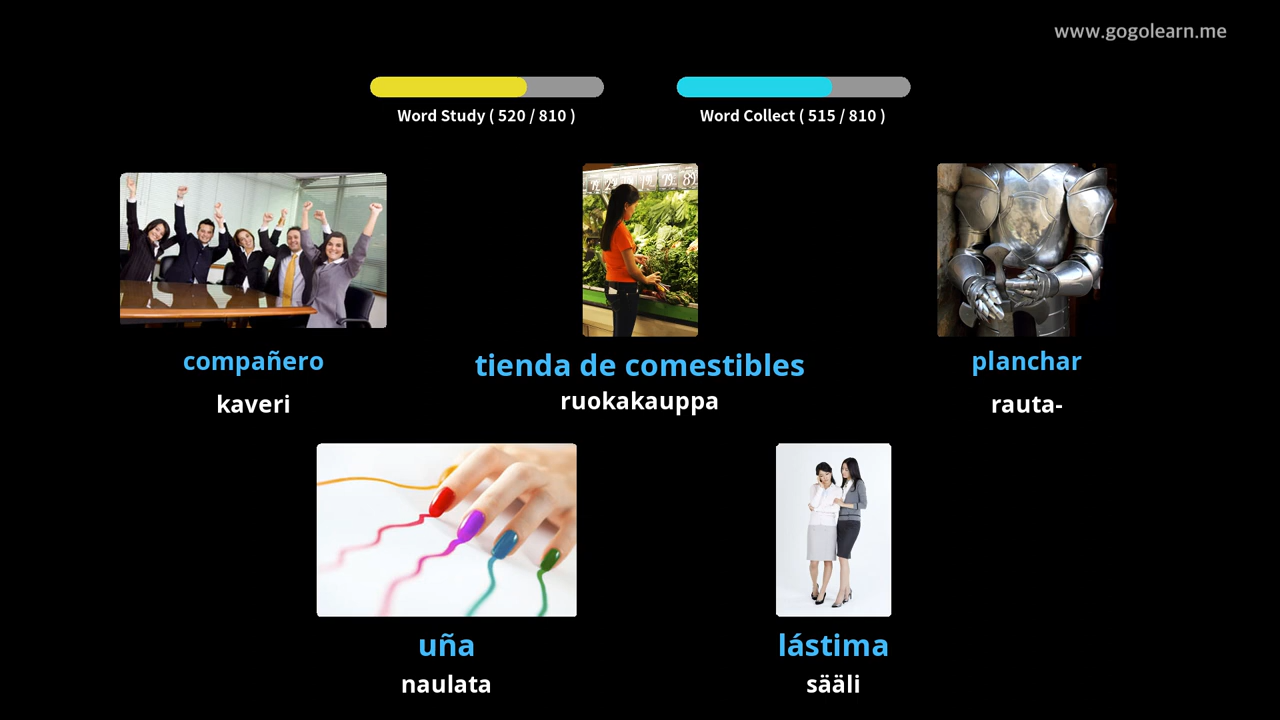 www.gogolearn.me
Word Study ( 520 / 810 )
Word Collect ( 515 / 810 )
compañero
kaveri
tienda de comestibles
ruokakauppa
planchar
rauta-
uña
naulata
lástima
sääli